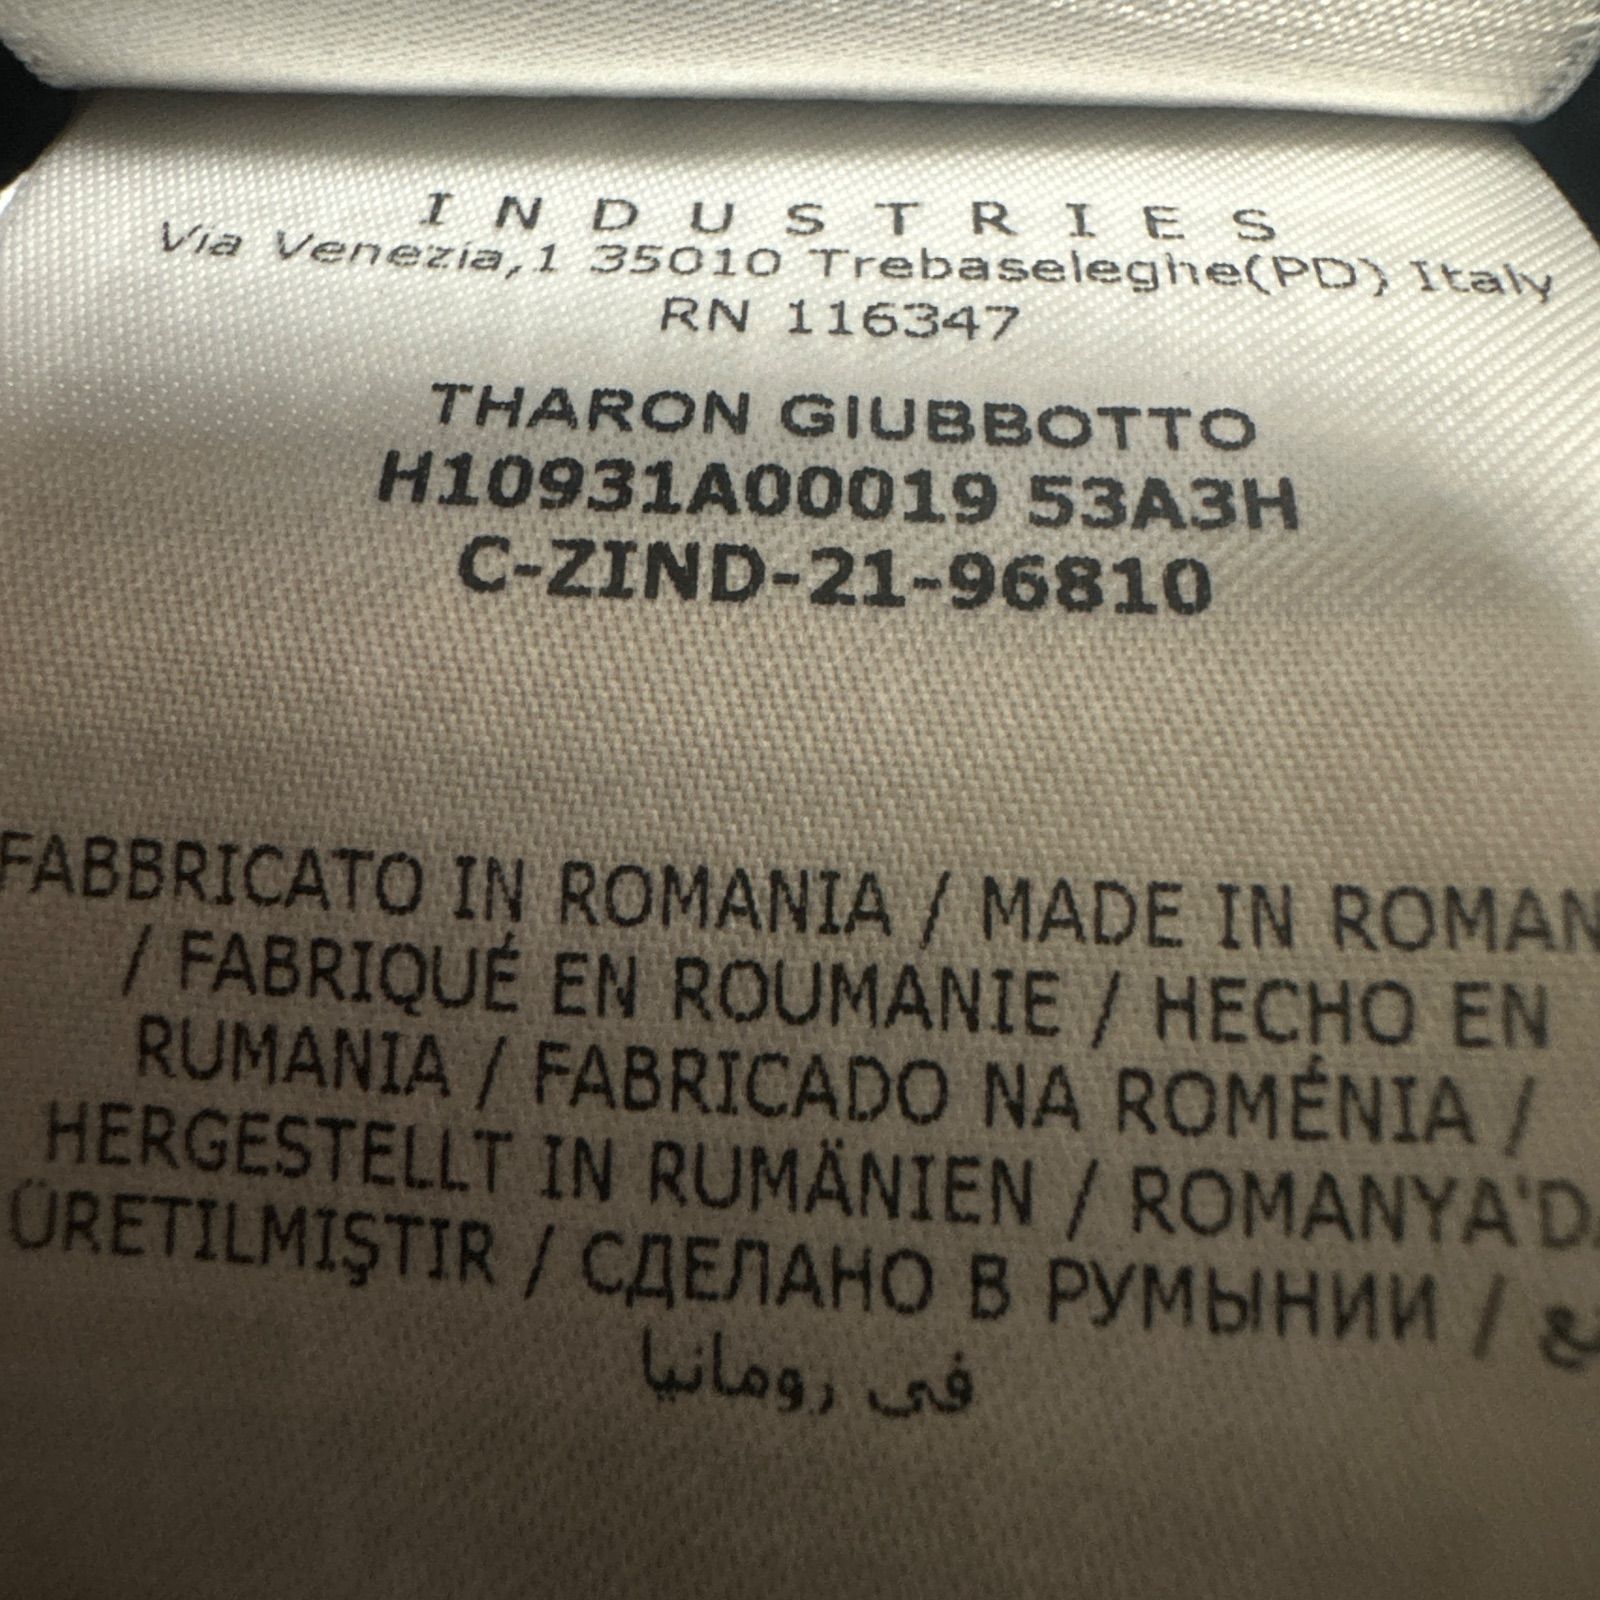 INDUSTRIES
Via Venezia,1 35010 Trebaseleghe(PD) Italy
RN 116347
THARON GIUBBOTTO
H10931A00019 53A3H
C-ZIND-21-96810
FABBRICATO IN ROMANIA / MADE IN ROMAN
/ FABRIQUÉ EN ROUMANIE / HECHO EN
RUMANIA / FABRICADO NA ROMÉNIA /
HERGESTELLT IN RUMÄNIEN / ROMANYA'D
ÜRETILMIŞTIR / СДЕЛАНО В РУМЫНИИ /
في رومانيا